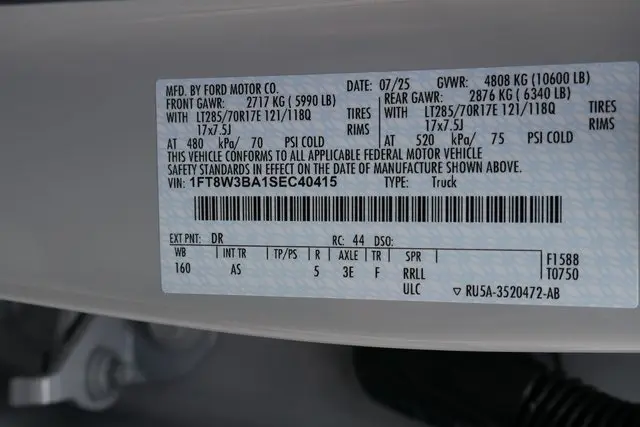 MFD. BY FORD MOTOR CO. DATE: 07/25 GVWR: 4808 KG (10600 LB)
FRONT GAWR: 2717 KG ( 5990 LB) REAR GAWR: 2876 KG ( 6340 LB)
WITH LT285/70R17E 121/118Q TIRES WITH LT285/70R17E 121/118Q TIRES
17x7.5J RIMS 17x7.5J RIMS
AT 480 kPa/ 70 PSI COLD AT 520 kPa/ 75 PSI COLD
THIS VEHICLE CONFORMS TO ALL APPLICABLE FEDERAL MOTOR VEHICLE
SAFETY STANDARDS IN EFFECT ON THE DATE OF MANUFACTURE SHOWN ABOVE.
VIN: 1FT8W3BA1SEC40415 TYPE: Truck
EXT PNT: DR RC: 44 DSO:
WB INT TR TP/PS R AXLE TR SPR F1588
160 AS 5 3E F RRLL T0750
ULC ▽ RU5A-3520472-AB